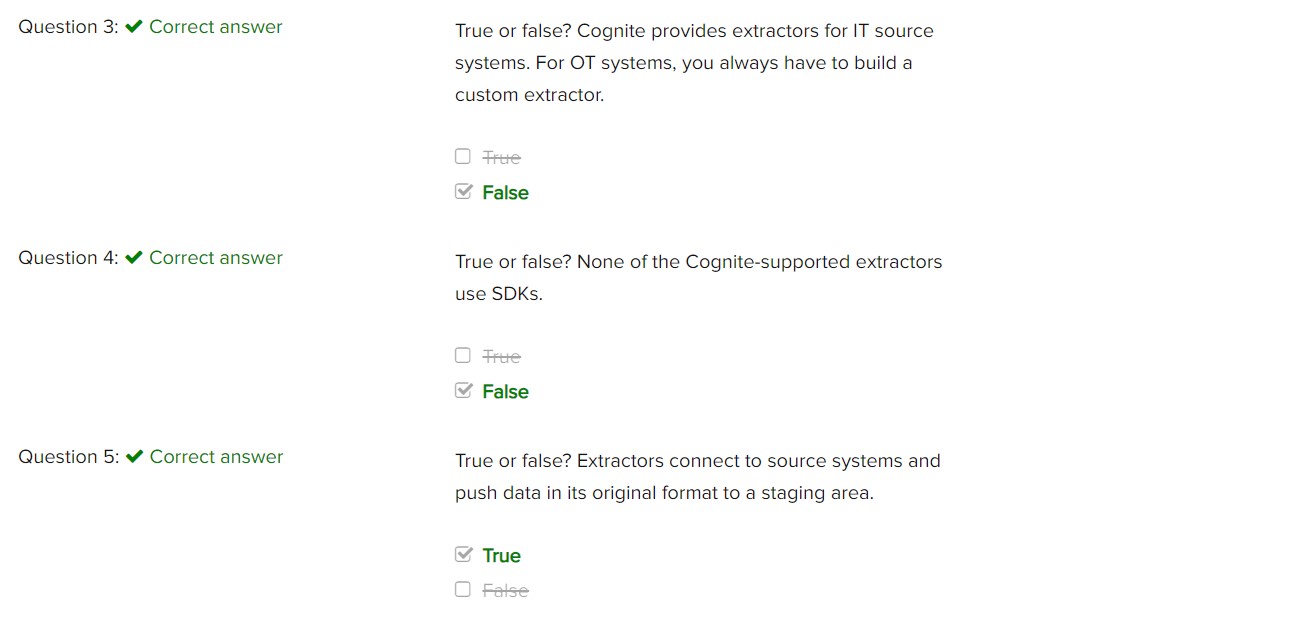 Question 3: ✔ Correct answer
True or false? Cognite provides extractors for IT source
systems. For OT systems, you always have to build a
custom extractor.
True
False
Question 4: ✔ Correct answer
True or false? None of the Cognite-supported extractors
use SDKs.
True
False
Question 5: ✔ Correct answer
True or false? Extractors connect to source systems and
push data in its original format to a staging area.
True
False